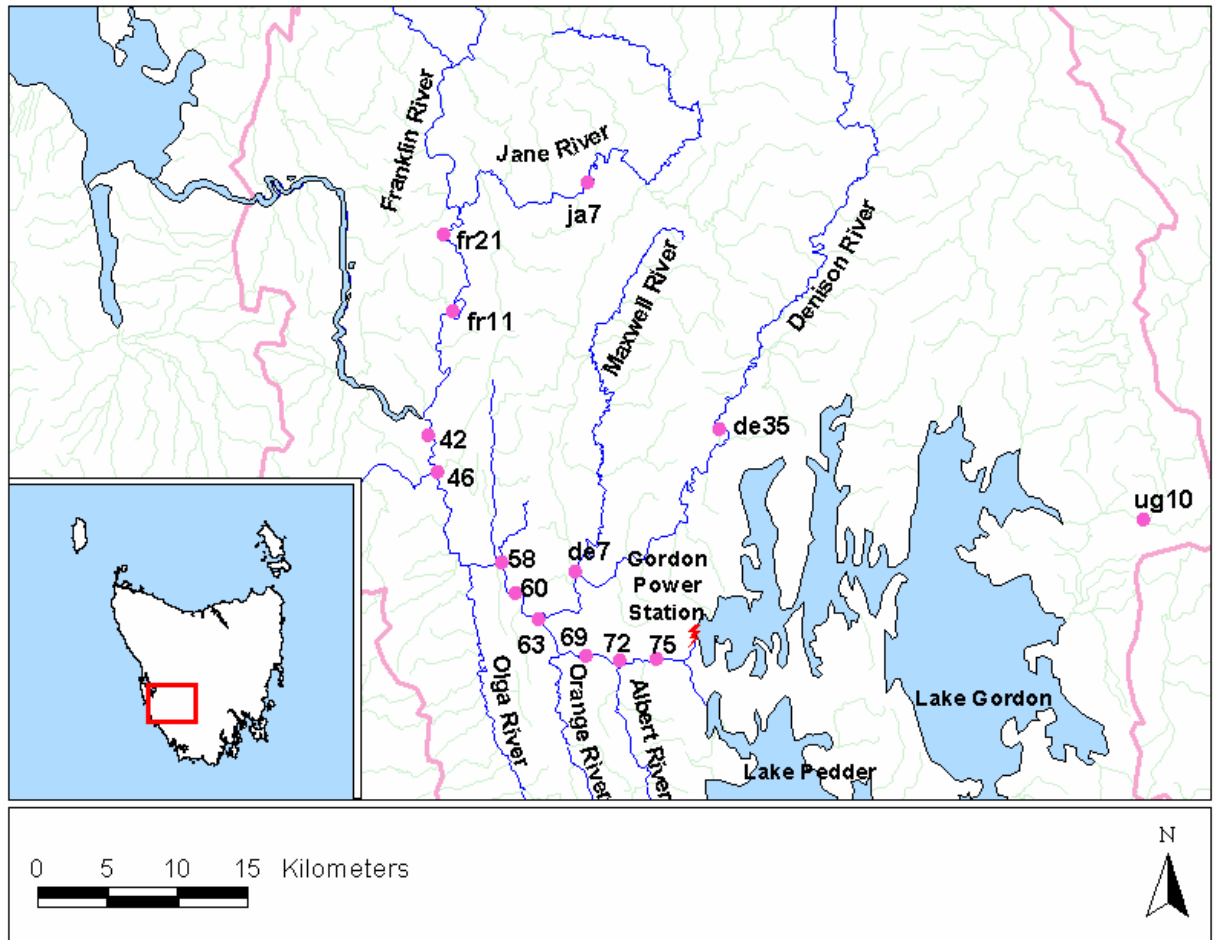 Franklin River
Jane River
ja7
fr21
fr11
Maxwell River
Denison River
42
46
de35
ug10
58
de7
60
Gordon
Power
Station
63
69
72
75
Olga River
Orange River
Albert River
Lake Gordon
Lake Pedder
0 5 10 15 Kilometers
N